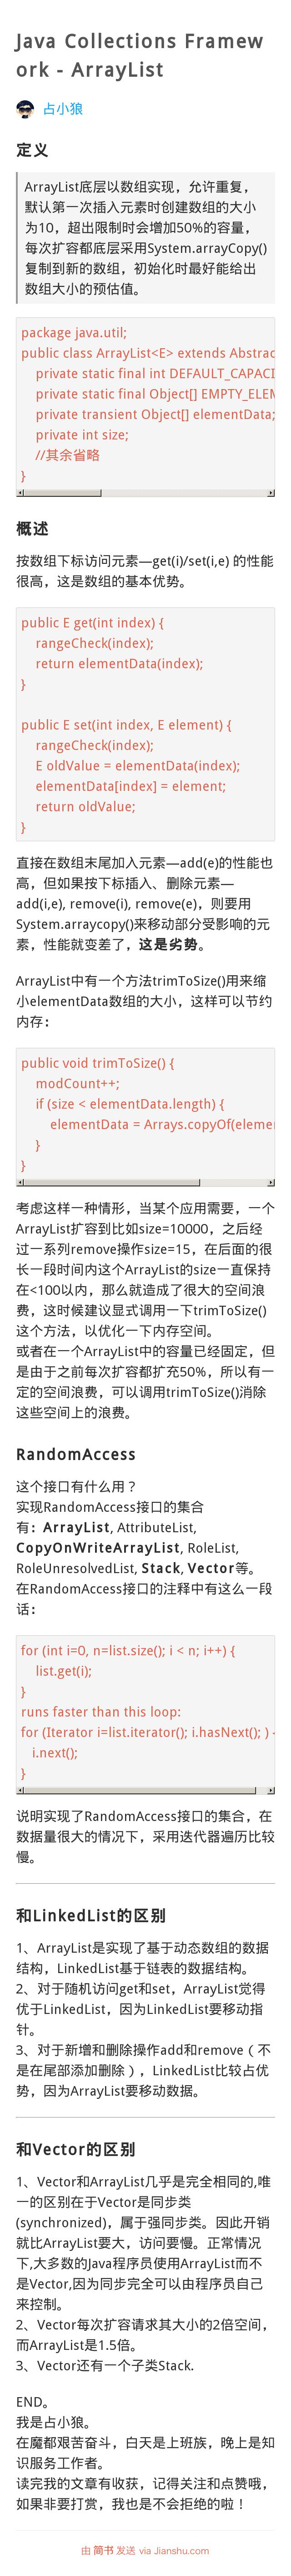 Java Collections Framew
ork - ArrayList
占小狼
定义
ArrayList底层以数组实现，允许重复，
默认第一次插入元素时创建数组的大小
为10，超出限制时会增加50%的容量，
每次扩容都底层采用System.arrayCopy()
复制到新的数组，初始化时最好能给出
数组大小的预估值。
package java.util;
public class ArrayList<E> extends Abstrac
private static final int DEFAULT_CAPACI
private static final Object[] EMPTY_ELEM
private transient Object[] elementData;
private int size;
//其余省略
}
概述
按数组下标访问元素—get(i)/set(i,e) 的性能
很高，这是数组的基本优势。
public E get(int index) {
rangeCheck(index);
return elementData(index);
}
public E set(int index, E element) {
rangeCheck(index);
E oldValue = elementData(index);
elementData[index] = element;
return oldValue;
}
直接在数组末尾加入元素—add(e)的性能也
高，但如果按下标插入、删除元素—
add(i,e), remove(i), remove(e)，则要用
System.arraycopy()来移动部分受影响的元
素，性能就变差了，这是劣势。
ArrayList中有一个方法trimToSize()用来缩
小elementData数组的大小，这样可以节约
内存：
public void trimToSize() {
modCount++;
if (size < elementData.length) {
elementData = Arrays.copyOf(elemen
}
}
考虑这样一种情形，当某个应用需要，一个
ArrayList扩容到比如size=10000，之后经
过一系列remove操作size=15，在后面的很
长一段时间内这个ArrayList的size一直保持
在<100以内，那么就造成了很大的空间浪
费，这时候建议显式调用一下trimToSize()
这个方法，以优化一下内存空间。
或者在一个ArrayList中的容量已经固定，但
是由于之前每次扩容都扩充50%，所以有一
定的空间浪费，可以调用trimToSize()消除
这些空间上的浪费。
RandomAccess
这个接口有什么用？
实现RandomAccess接口的集合
有：ArrayList, AttributeList,
CopyOnWriteArrayList, RoleList,
RoleUnresolvedList, Stack, Vector等。
在RandomAccess接口的注释中有这么一段
话：
for (int i=0, n=list.size(); i < n; i++) {
list.get(i);
}
runs faster than this loop:
for (Iterator i=list.iterator(); i.hasNext(); )
i.next();
}
说明实现了RandomAccess接口的集合，在
数据量很大的情况下，采用迭代器遍历比较
慢。
和LinkedList的区别
1、ArrayList是实现了基于动态数组的数据
结构，LinkedList基于链表的数据结构。
2、对于随机访问get和set，ArrayList觉得
优于LinkedList，因为LinkedList要移动指
针。
3、对于新增和删除操作add和remove（不
是在尾部添加删除），LinkedList比较占优
势，因为ArrayList要移动数据。
和Vector的区别
1、Vector和ArrayList几乎是完全相同的,唯
一的区别在于Vector是同步类
(synchronized)，属于强同步类。因此开销
就比ArrayList要大，访问要慢。正常情况
下,大多数的Java程序员使用ArrayList而不
是Vector,因为同步完全可以由程序员自己
来控制。
2、Vector每次扩容请求其大小的2倍空间，
而ArrayList是1.5倍。
3、Vector还有一个子类Stack.
END。
我是占小狼。
在魔都艰苦奋斗，白天是上班族，晚上是知
识服务工作者。
读完我的文章有收获，记得关注和点赞哦，
如果非要打赏，我也是不会拒绝的啦！
由 简书 发送 via Jianshu.com